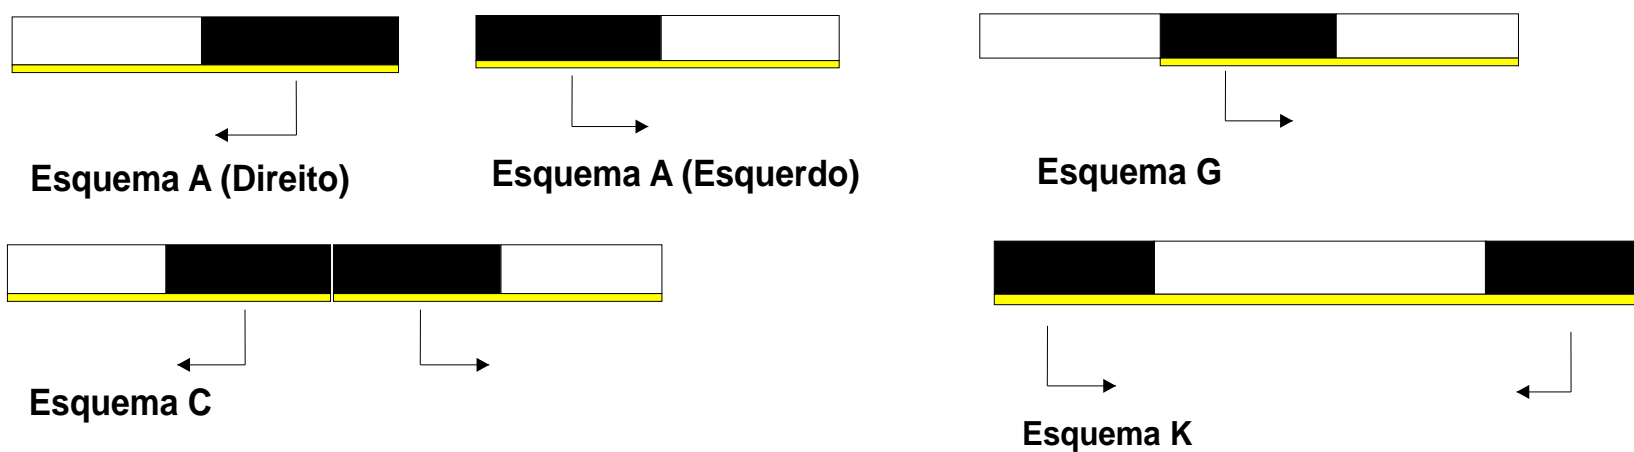 Esquema A (Direito)
Esquema A (Esquerdo)
Esquema G
Esquema C
Esquema K